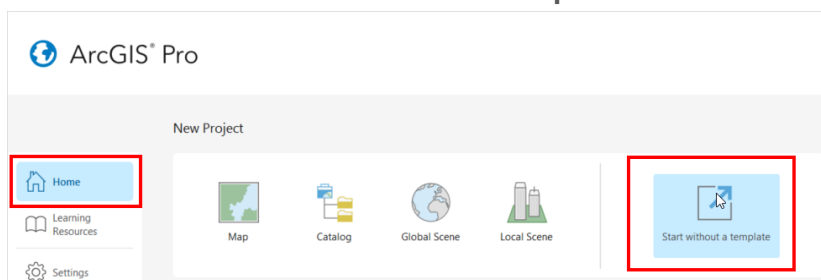 ArcGIS® Pro
New Project
Home
Learning
Resources
Settings
Map
Catalog
Global Scene
Local Scene
Start without a template